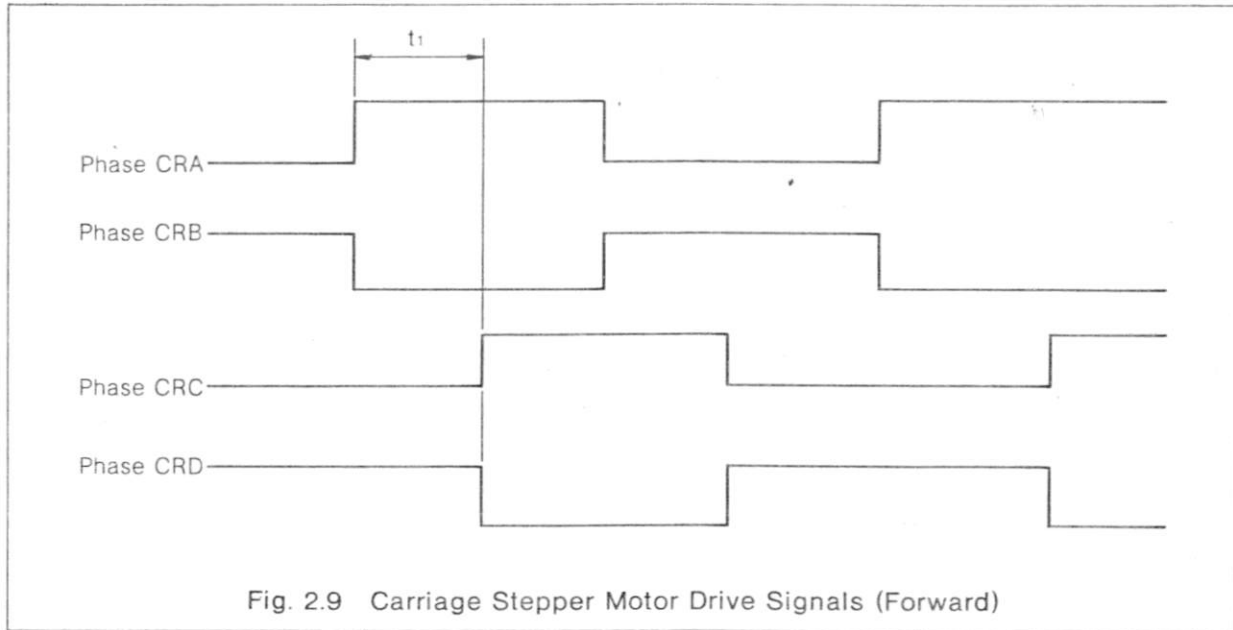 t1
Phase CRA
Phase CRB
Phase CRC
Phase CRD
Fig. 2.9 Carriage Stepper Motor Drive Signals (Forward)